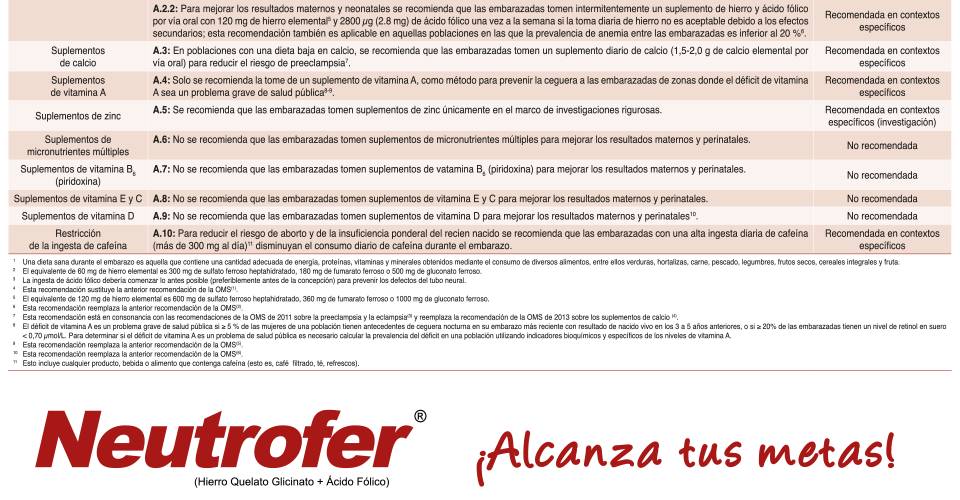 A.2.2: Para mejorar los resultados maternos y neonatales se recomienda que las embarazadas tomen intermitentemente un suplemento de hierro y ácido fólico
por vía oral con 120 mg de hierro elemental⁵ y 2800 µg (2.8 mg) de ácido fólico una vez a la semana si la toma diaria de hierro no es aceptable debido a los efectos
secundarios; esta recomendación también es aplicable en aquellas poblaciones en las que la prevalencia de anemia entre las embarazadas es inferior al 20 %⁶.
Recomendada en contextos
específicos
Suplementos
de calcio
A.3: En poblaciones con una dieta baja en calcio, se recomienda que las embarazadas tomen un suplemento diario de calcio (1,5-2,0 g de calcio elemental por
vía oral) para reducir el riesgo de preeclampsia⁷.
Recomendada en contextos
específicos
Suplementos
de vitamina A
A.4: Solo se recomienda la tome de un suplemento de vitamina A, como método para prevenir la ceguera a las embarazadas de zonas donde el déficit de vitamina
A sea un problema grave de salud pública⁸⁻⁹.
Recomendada en contextos
específicos
Suplementos de zinc
A.5: Se recomienda que las embarazadas tomen suplementos de zinc únicamente en el marco de investigaciones rigurosas.
Recomendada en contextos
específicos (investigación)
Suplementos de
micronutrientes múltiples
A.6: No se recomienda que las embarazadas tomen suplementos de micronutrientes múltiples para mejorar los resultados maternos y perinatales.
No recomendada
Suplementos de vitamina B₆
(piridoxina)
A.7: No se recomienda que las embarazadas tomen suplementos de vatamina B₆ (piridoxina) para mejorar los resultados maternos y perinatales.
No recomendada
Suplementos de vitamina E y C
A.8: No se recomienda que las embarazadas tomen suplementos de vitamina E y C para mejorar los resultados maternos y perinatales.
No recomendada
Suplementos de vitamina D
A.9: No se recomienda que las embarazadas tomen suplementos de vitamina D para mejorar los resultados maternos y perinatales¹⁰.
No recomendada
Restricción
de la ingesta de cafeína
A.10: Para reducir el riesgo de aborto y de la insuficiencia ponderal del recien nacido se recomienda que las embarazadas con una alta ingesta diaria de cafeína
(más de 300 mg al día)¹¹ disminuyan el consumo diario de cafeína durante el embarazo.
Recomendada en contextos
específicos
¹ Una dieta sana durante el embarazo es aquella que contiene una cantidad adecuada de energía, proteínas, vitaminas y minerales obtenidos mediante el consumo de diversos alimentos, entre ellos verduras, hortalizas, carne, pescado, legumbres, frutos secos, cereales integrales y fruta.
² El equivalente de 60 mg de hierro elemental es 300 mg de sulfato ferroso heptahidratado, 180 mg de fumarato ferroso o 500 mg de gluconato ferroso.
³ La ingesta de ácido fólico debería comenzar lo antes posible (preferiblemente antes de la concepción) para prevenir los defectos del tubo neural.
⁴ Esta recomendación sustituye la anterior recomendación de la OMS⁽¹⁾.
⁵ El equivalente de 120 mg de hierro elemental es 600 mg de sulfato ferroso heptahidratado, 360 mg de fumarato ferroso o 1000 mg de gluconato ferroso.
⁶ Esta recomendación reemplaza la anterior recomendación de la OMS⁽²⁾.
⁷ Esta recomendación está en consonancia con las recomendaciones de la OMS de 2011 sobre la preeclampsia y la eclampsia⁽³⁾ y reemplaza la recomendación de la OMS de 2013 sobre los suplementos de calcio ⁽⁴⁾.
⁸ El déficit de vitamina A es un problema grave de salud pública si ≥ 5 % de las mujeres de una población tienen antecedentes de ceguera nocturna en su embarazo más reciente con resultado de nacido vivo en los 3 a 5 años anteriores, o si ≥ 20% de las embarazadas tienen un nivel de retinol en suero
< 0,70 µmol/L. Para determinar si el déficit de vitamina A es un problema de salud pública es necesario calcular la prevalencia del déficit en una población utilizando indicadores bioquímicos y específicos de los niveles de vitamina A.
⁹ Esta recomendación reemplaza la anterior recomendación de la OMS⁽⁵⁾.
¹⁰ Esta recomendación reemplaza la anterior recomendación de la OMS⁽⁶⁾.
¹¹ Esto incluye cualquier producto, bebida o alimento que contenga cafeína (esto es, café filtrado, té, refrescos).
Neutrofer®
(Hierro Quelato Glicinato + Ácido Fólico)
¡Alcanza tus metas!